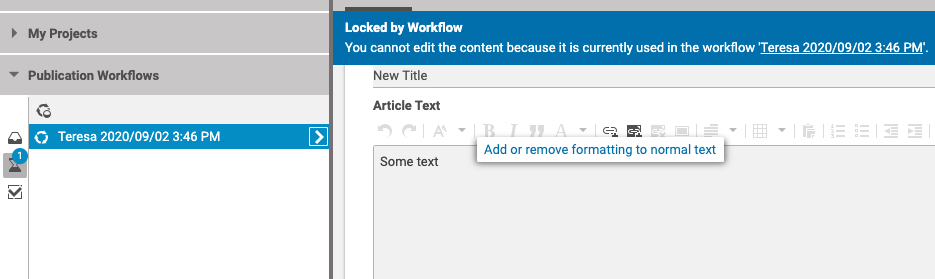 My Projects
Publication Workflows
1
Teresa 2020/09/02 3:46 PM
Locked by Workflow
You cannot edit the content because it is currently used in the workflow 'Teresa 2020/09/02 3:46 PM'.
New Title
Article Text
B I A
Add or remove formatting to normal text
Some text